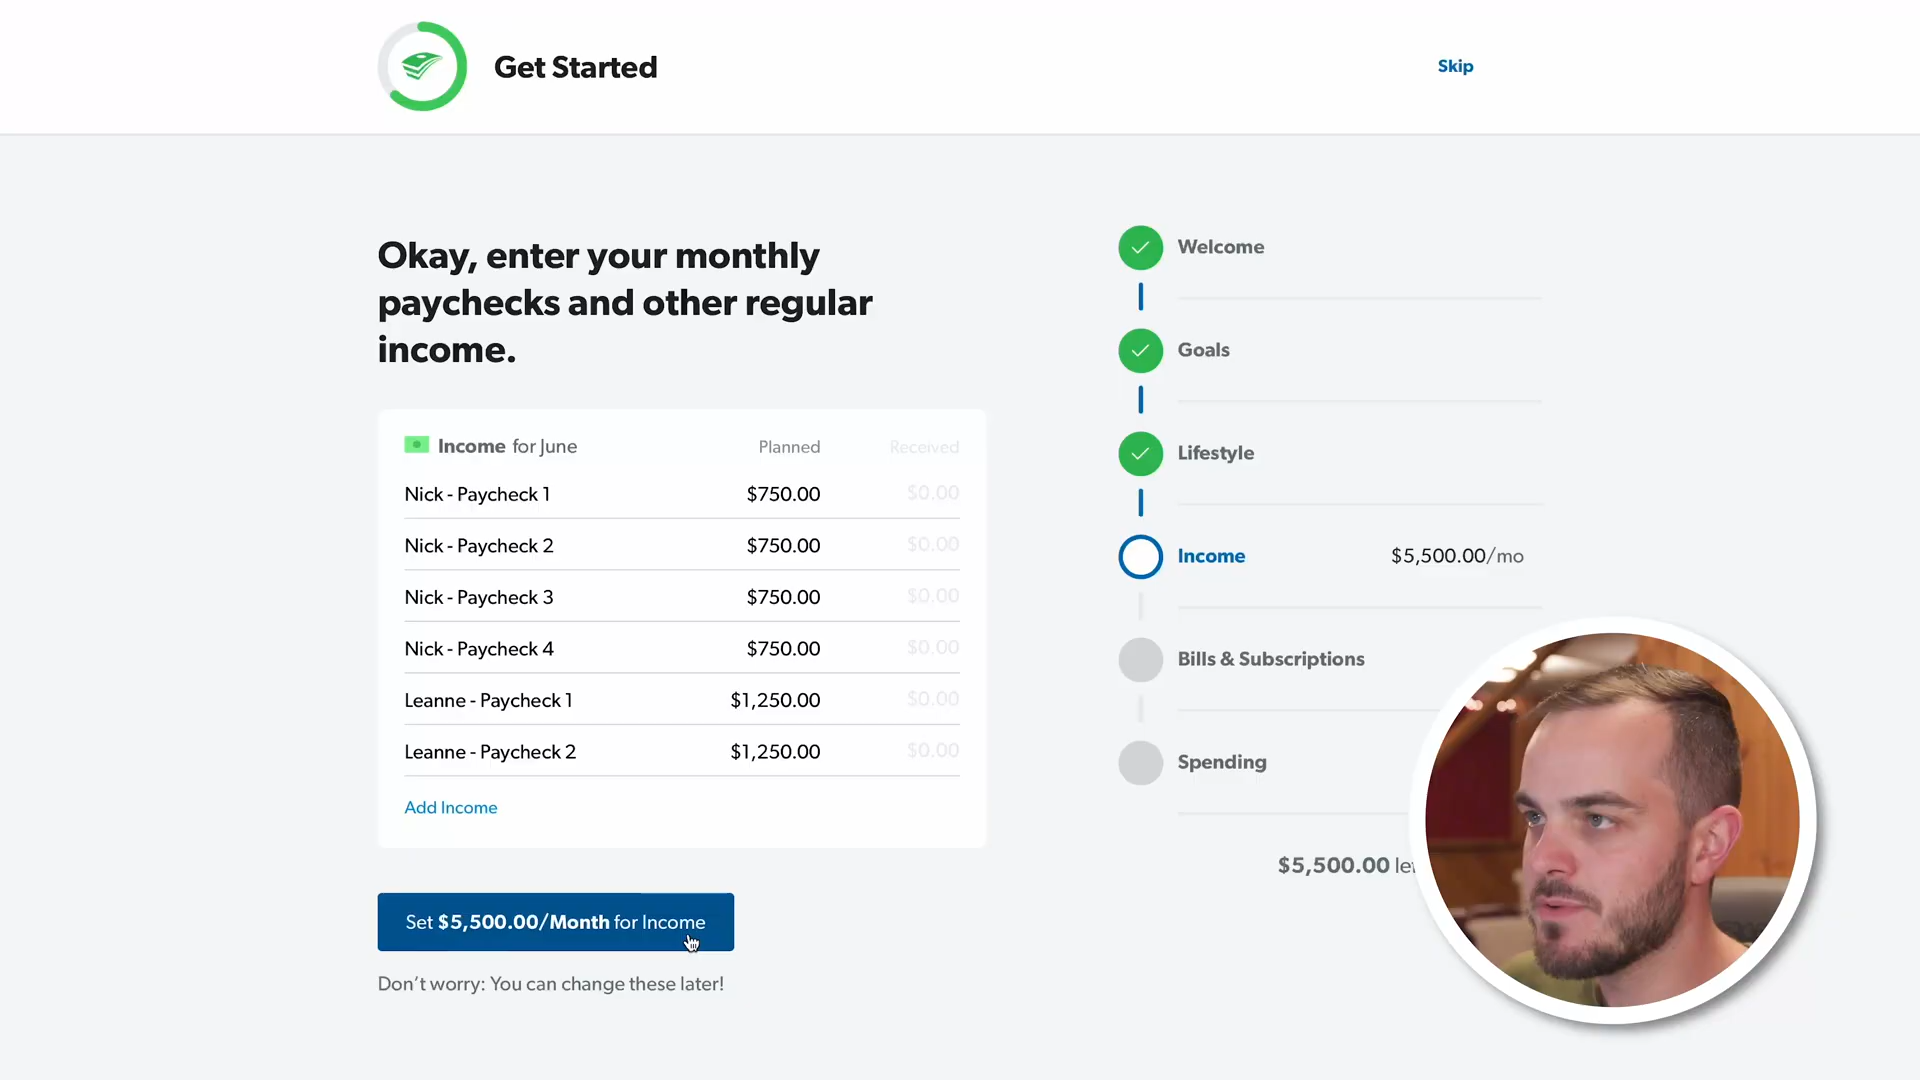 Get Started
Skip
Okay, enter your monthly
paychecks and other regular
income.
Income for June Planned Received
Nick - Paycheck 1 $750.00 $0.00
Nick - Paycheck 2 $750.00 $0.00
Nick - Paycheck 3 $750.00 $0.00
Nick - Paycheck 4 $750.00 $0.00
Leanne - Paycheck 1 $1,250.00 $0.00
Leanne - Paycheck 2 $1,250.00 $0.00
Add Income
Set $5,500.00/Month for Income
Don't worry: You can change these later!
Welcome
Goals
Lifestyle
Income $5,500.00/mo
Bills & Subscriptions
Spending
$5,500.00